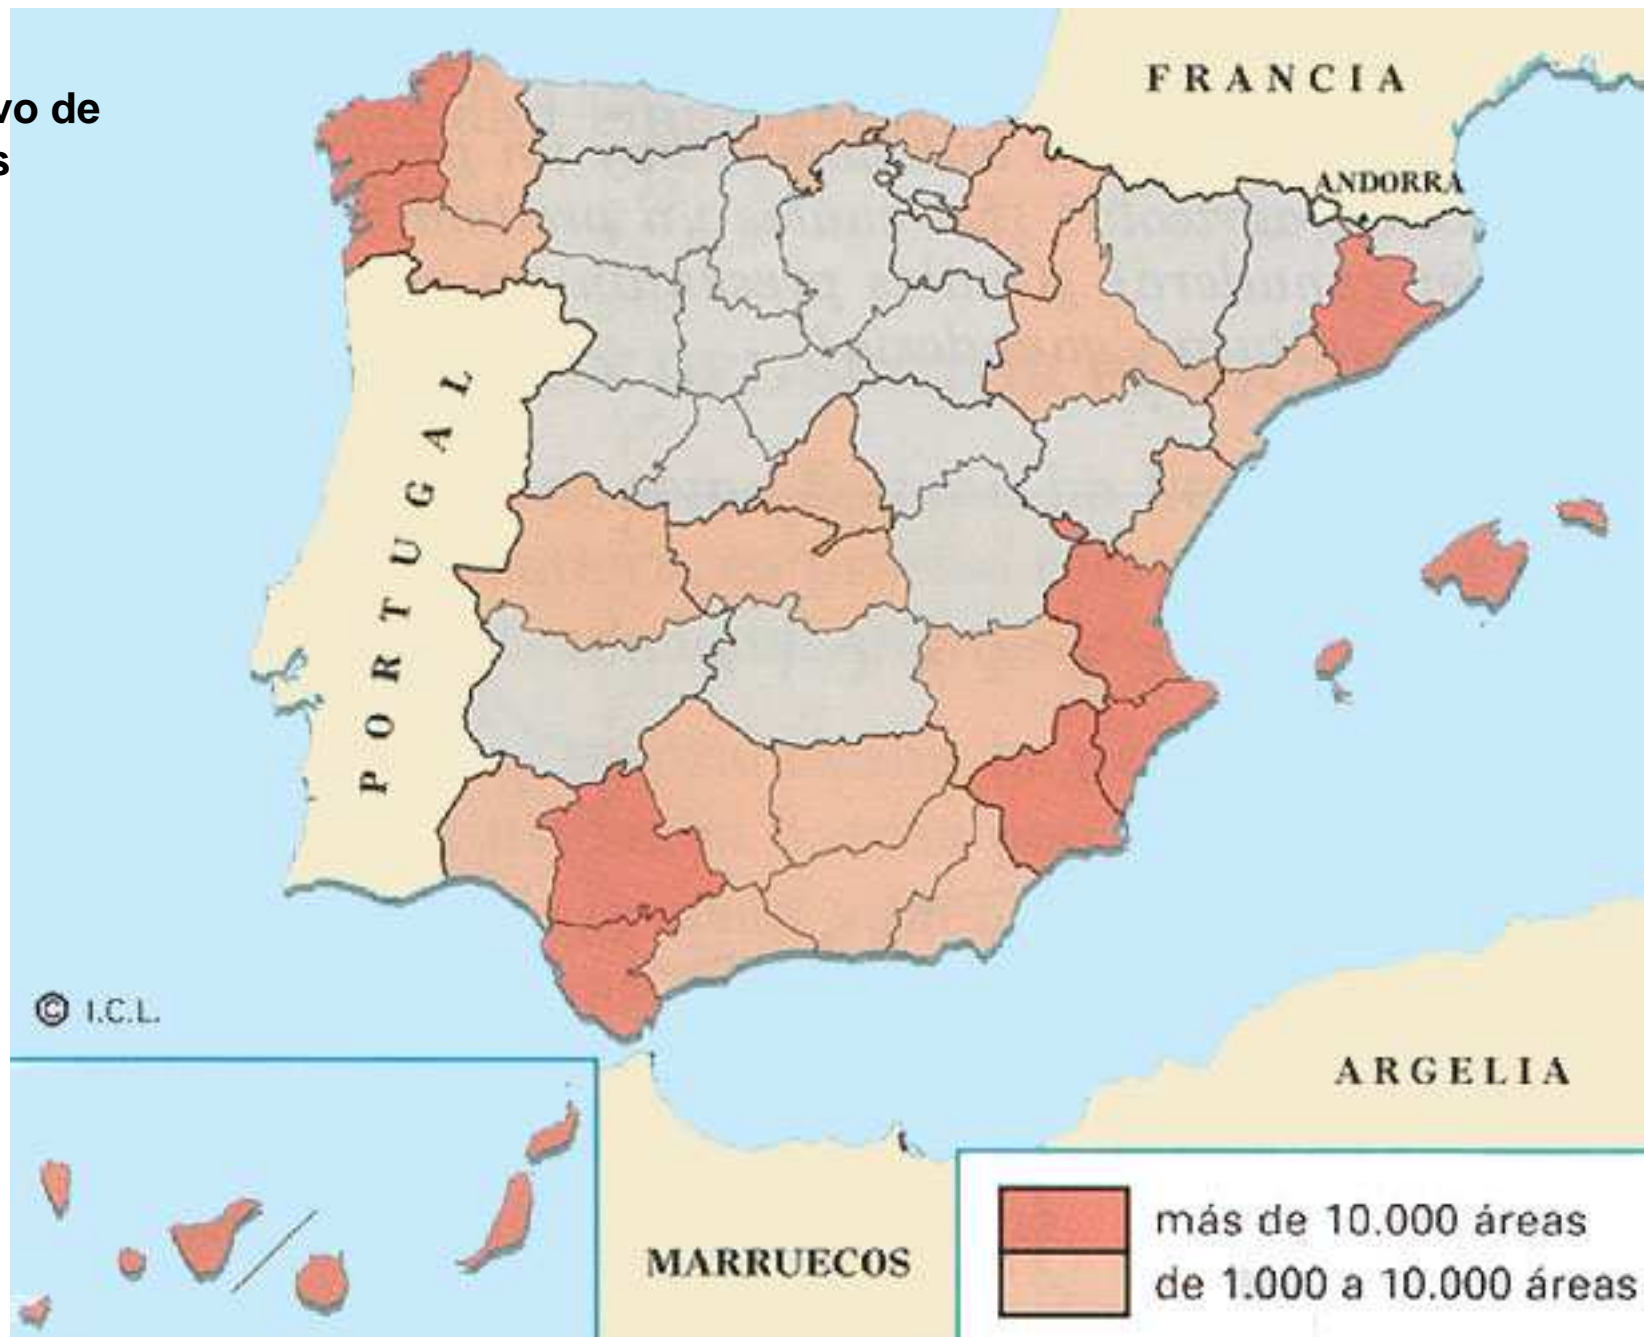 vo de
s
FRANCIA
ANDORRA
PORTUGAL
© I.C.L.
ARGELIA
MARRUECOS
más de 10.000 áreas
de 1.000 a 10.000 áreas